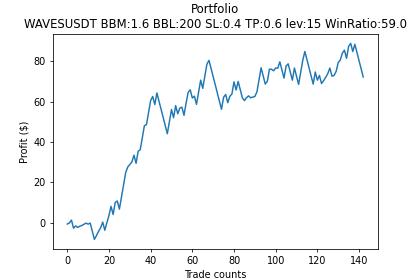 Portfolio
WAVESUSDT BBM:1.6 BBL:200 SL:0.4 TP:0.6 lev:15 WinRatio:59.0
80
60
40
20
0
Profit ($)
0 20 40 60 80 100 120 140
Trade counts